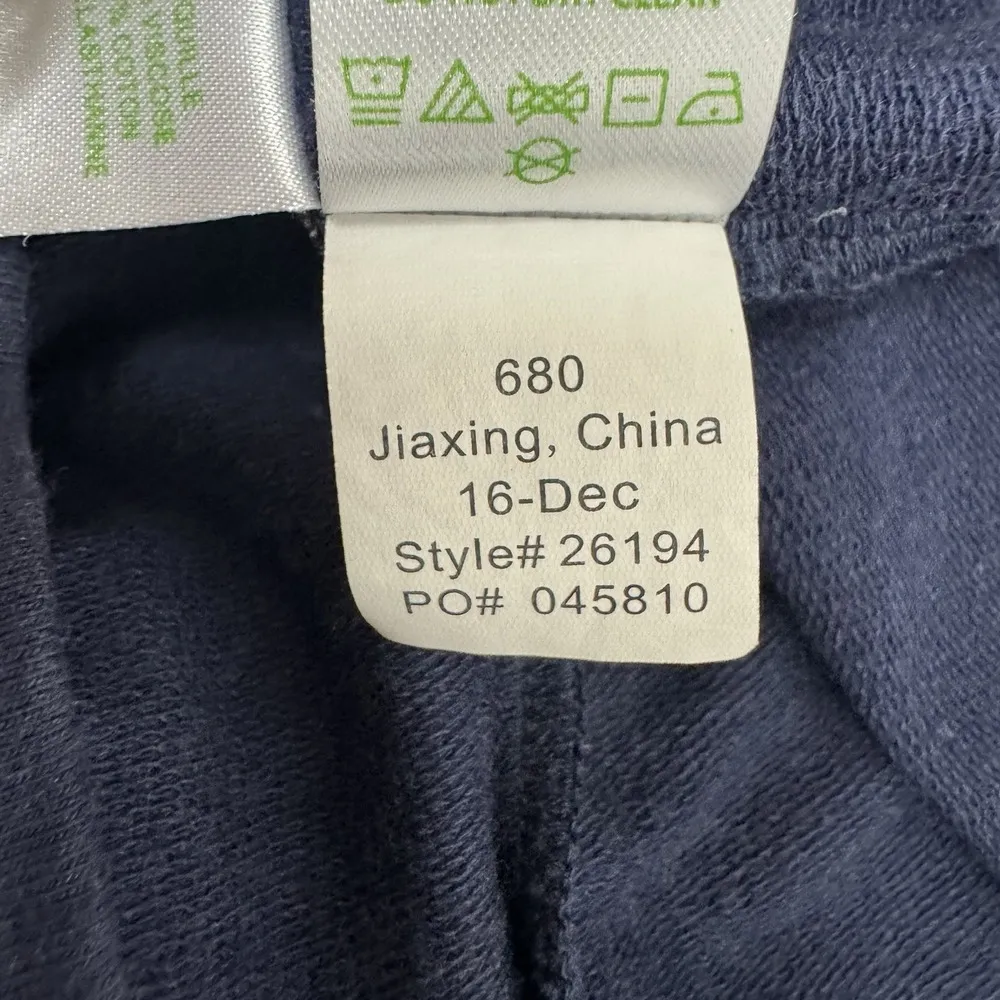 680
Jiaxing, China
16-Dec
Style# 26194
PO# 045810